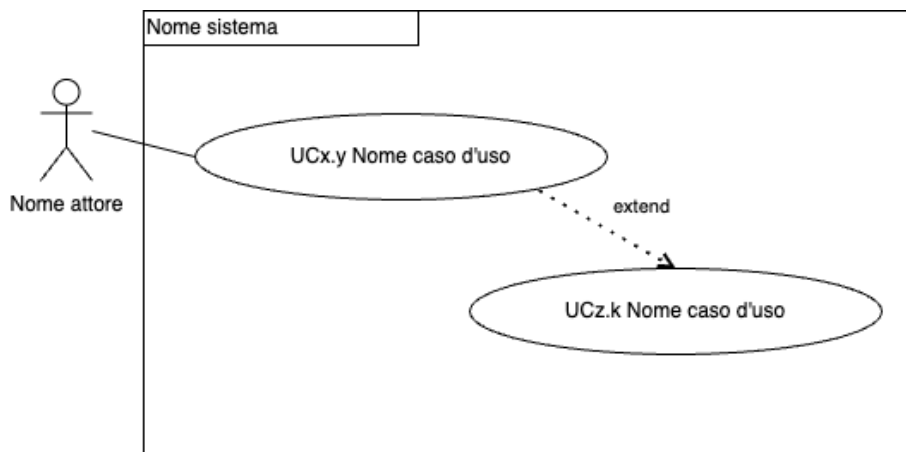 Nome sistema
UCx.y Nome caso d'uso
Nome attore
extend
UCz.k Nome caso d'uso